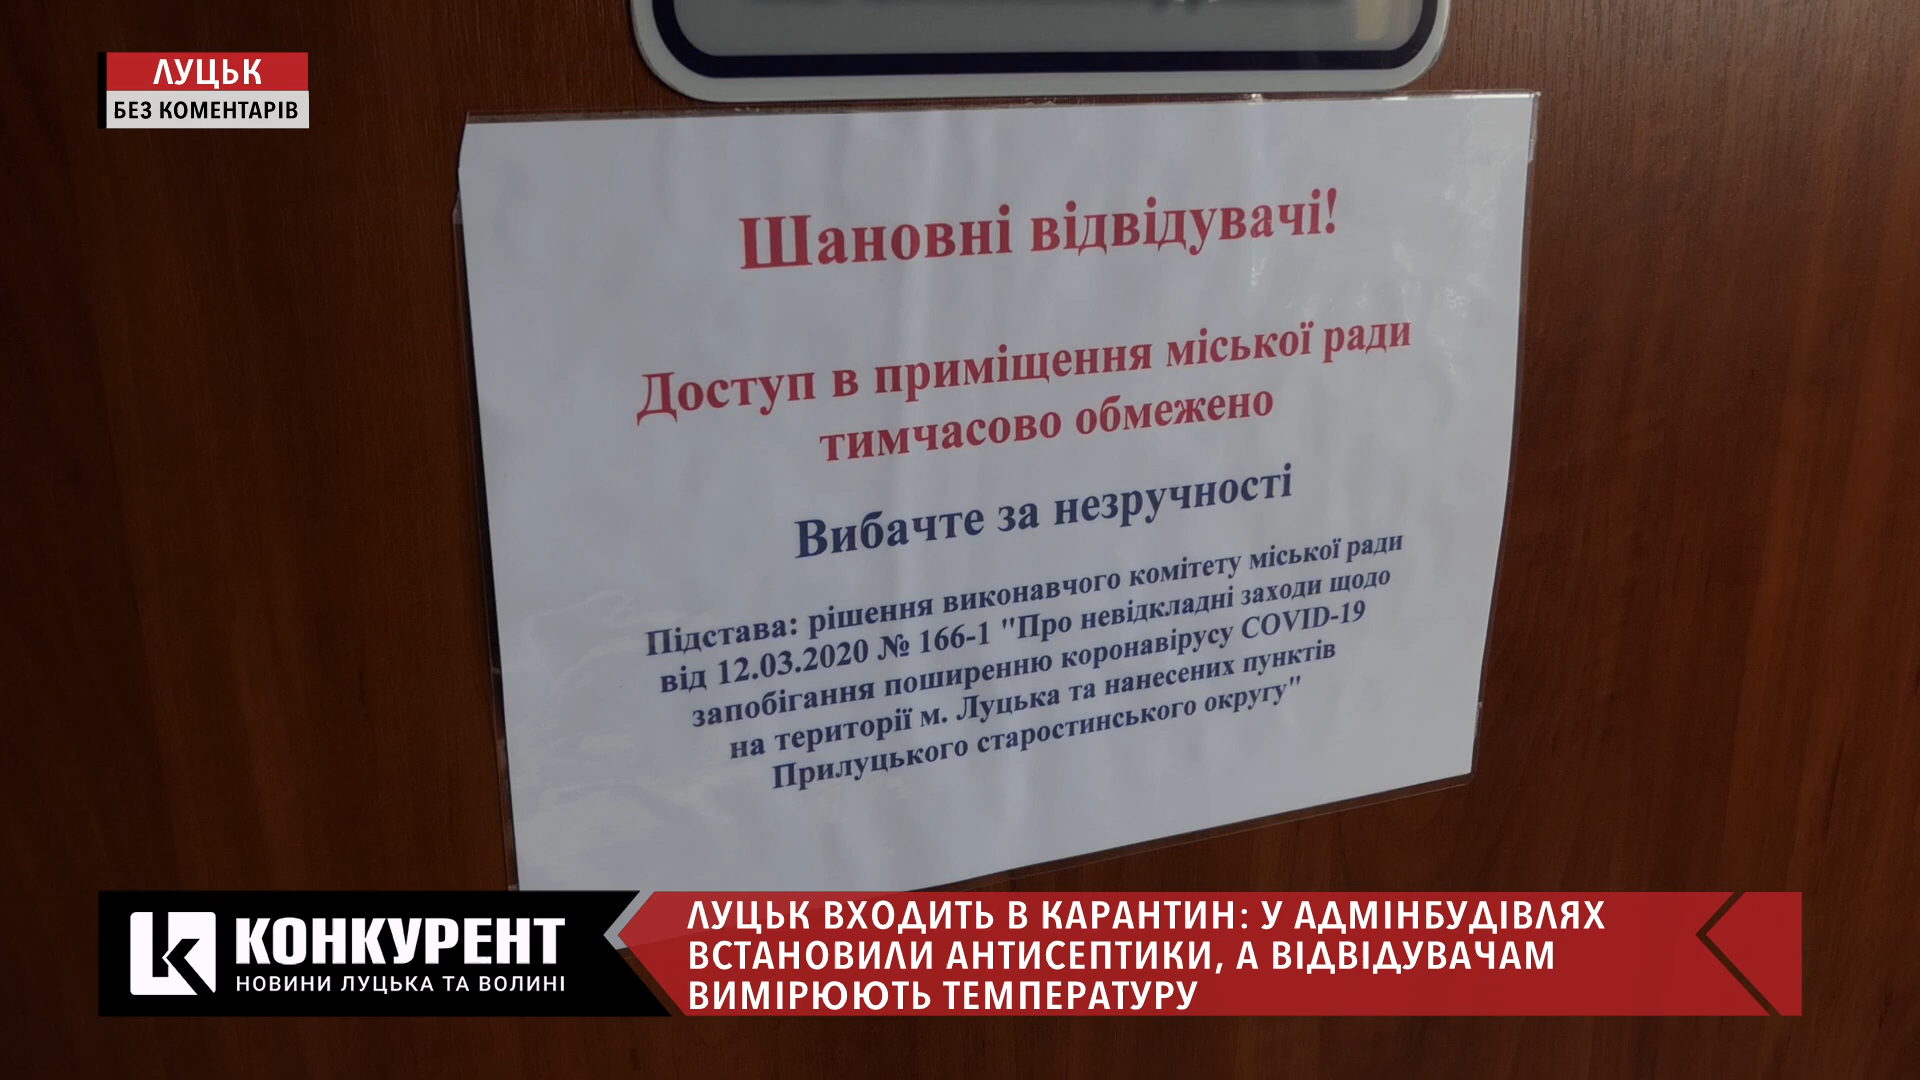 ЛУЦЬК
БЕЗ КОМЕНТАРІВ
Шановні відвідувачі!
Доступ в приміщення міської ради
тимчасово обмежено
Вибачте за незручності
Підстава: рішення виконавчого комітету міської ради
від 12.03.2020 № 166-1 "Про невідкладні заходи щодо
запобігання поширенню коронавірусу COVID-19
на території м. Луцька та нанесених пунктів
Прилуцького старостинського округу"
КОНКУРЕНТ
НОВИНИ ЛУЦЬКА ТА ВОЛИНІ
ЛУЦЬК ВХОДИТЬ В КАРАНТИН: У АДМІНБУДІВЛЯХ
ВСТАНОВИЛИ АНТИСЕПТИКИ, А ВІДВІДУВАЧАМ
ВИМІРЮЮТЬ ТЕМПЕРАТУРУ